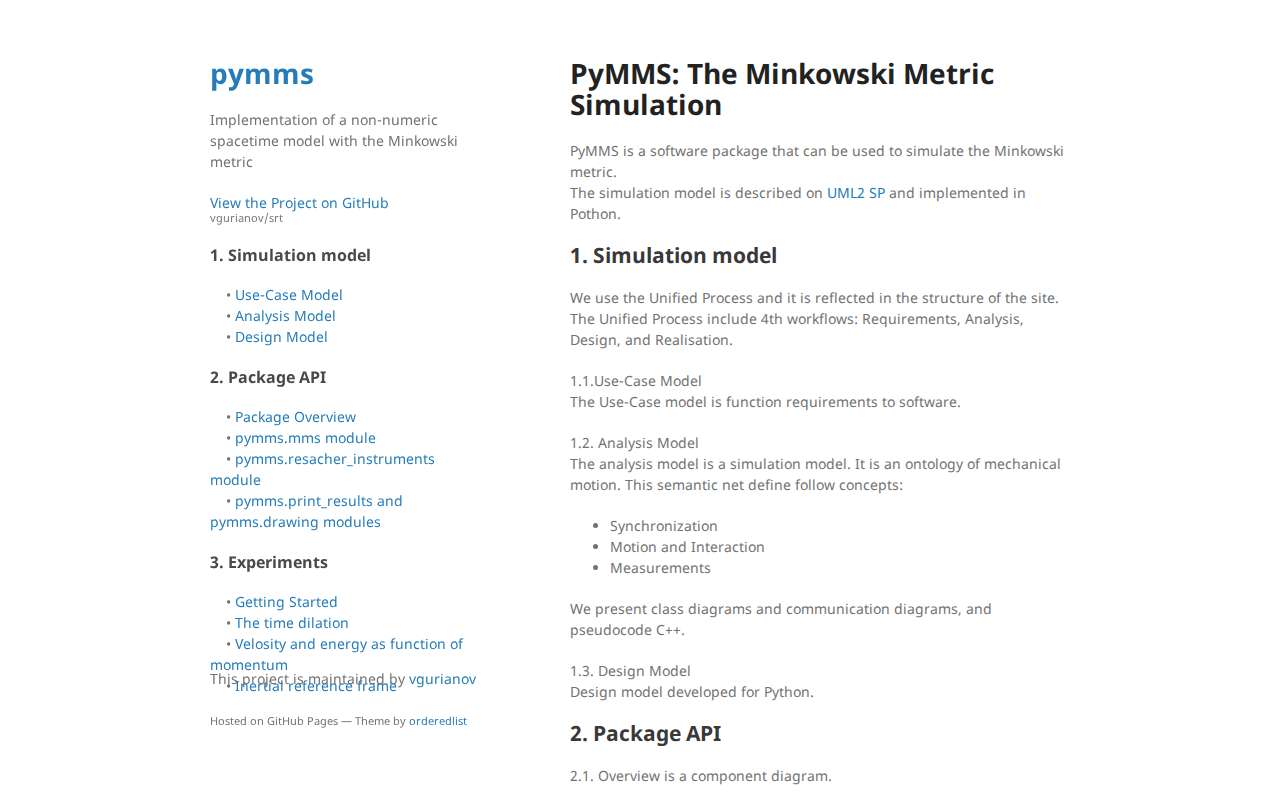 pymms
Implementation of a non-numeric
spacetime model with the Minkowski
metric
View the Project on GitHub
vgurianov/srt
1. Simulation model
• Use-Case Model
• Analysis Model
• Design Model
2. Package API
• Package Overview
• pymms.mms module
• pymms.resacher_instruments
module
• pymms.print_results and
pymms.drawing modules
3. Experiments
• Getting Started
• The time dilation
• Velosity and energy as function of
momentum
• Inertial reference frame
This project is maintained by vgurianov
Hosted on GitHub Pages — Theme by orderedlist
PyMMS: The Minkowski Metric
Simulation
PyMMS is a software package that can be used to simulate the Minkowski
metric.
The simulation model is described on UML2 SP and implemented in
Pothon.
1. Simulation model
We use the Unified Process and it is reflected in the structure of the site.
The Unified Process include 4th workflows: Requirements, Analysis,
Design, and Realisation.
1.1.Use-Case Model
The Use-Case model is function requirements to software.
1.2. Analysis Model
The analysis model is a simulation model. It is an ontology of mechanical
motion. This semantic net define follow concepts:
• Synchronization
• Motion and Interaction
• Measurements
We present class diagrams and communication diagrams, and
pseudocode C++.
1.3. Design Model
Design model developed for Python.
2. Package API
2.1. Overview is a component diagram.